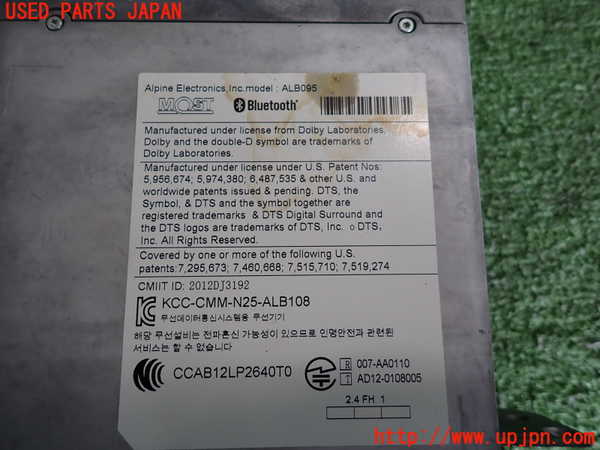 USED PARTS JAPAN
Alpine Electronics,Inc.model : ALB095
MOST Bluetooth®
Manufactured under license from Dolby Laboratories.
Dolby and the double-D symbol are trademarks of
Dolby Laboratories.
Manufactured under license under U.S. Patent Nos:
5,956,674; 5,974,380; 6,487,535 & other U.S. and
worldwide patents issued & pending. DTS, the
Symbol, & DTS and the symbol together are
registered trademarks & DTS Digital Surround and
the DTS logos are trademarks of DTS, Inc. © DTS,
Inc. All Rights Reserved.
Covered by one or more of the following U.S.
patents:7,295,673; 7,460,668; 7,515,710; 7,519,274
CMIIT ID: 2012DJ3192
KCC-CMM-N25-ALB108
무선데이터통신시스템용 무선기기
해당 무선설비는 전파혼신 가능성이 있으므로 인명안전과 관련된
서비스는 할 수 없습니다
CCAB12LP2640T0
R 007-AA0110
T AD12-0108005
2.4 FH 1
http://www.upjpn.com